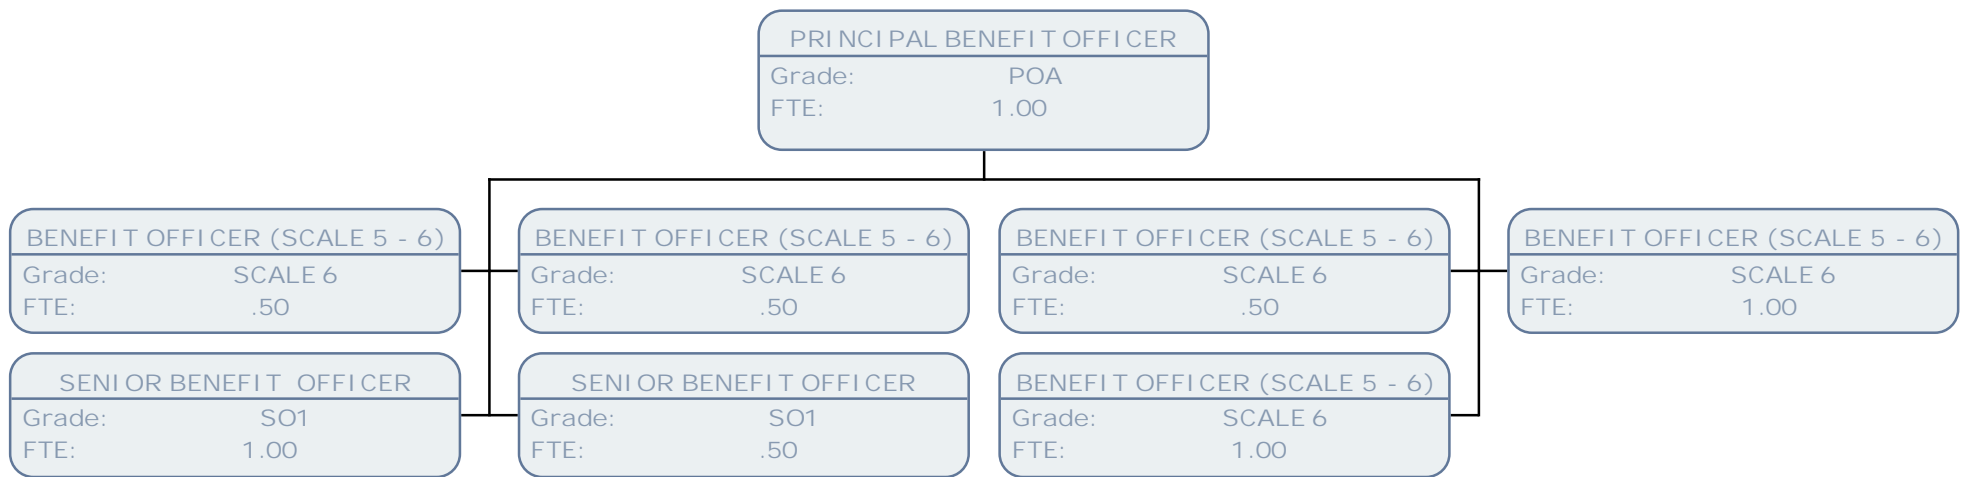 PRINCIPAL BENEFIT OFFICER
Grade: POA
FTE: 1.00
BENEFIT OFFICER (SCALE 5 - 6)
Grade: SCALE 6
FTE: .50
BENEFIT OFFICER (SCALE 5 - 6)
Grade: SCALE 6
FTE: .50
BENEFIT OFFICER (SCALE 5 - 6)
Grade: SCALE 6
FTE: .50
BENEFIT OFFICER (SCALE 5 - 6)
Grade: SCALE 6
FTE: 1.00
SENIOR BENEFIT OFFICER
Grade: SO1
FTE: 1.00
SENIOR BENEFIT OFFICER
Grade: SO1
FTE: .50
BENEFIT OFFICER (SCALE 5 - 6)
Grade: SCALE 6
FTE: 1.00